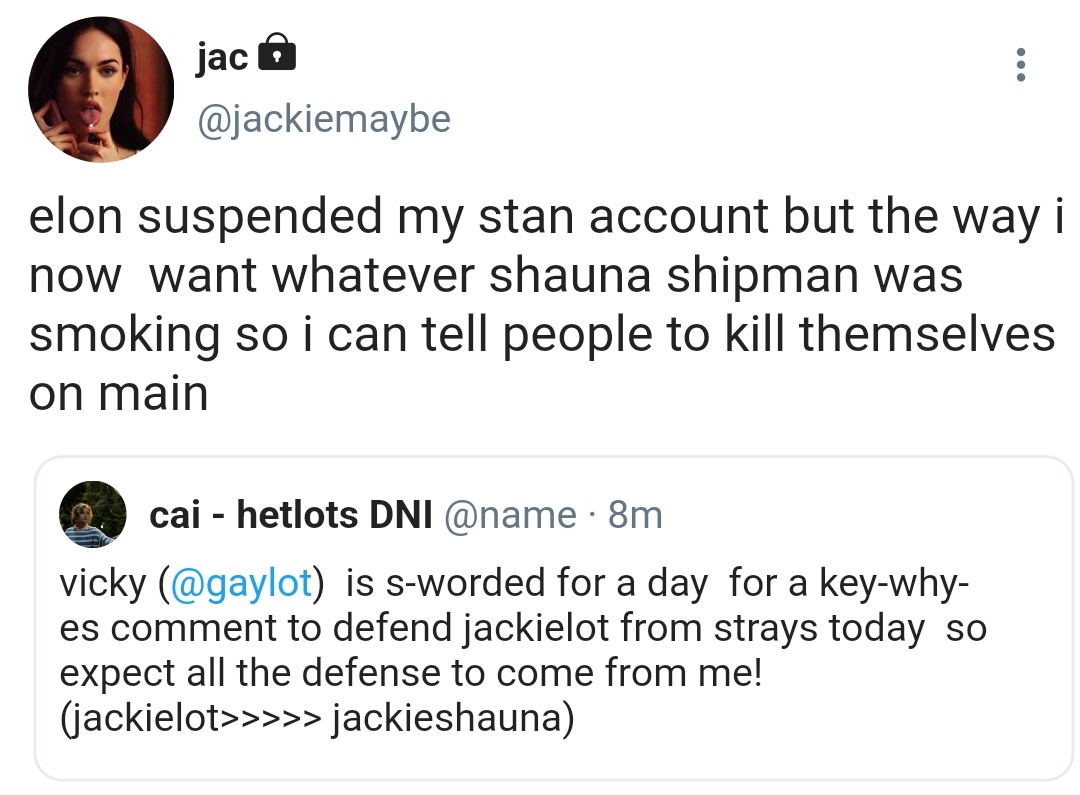 jac
@jackiemaybe
elon suspended my stan account but the way i
now  want whatever shauna shipman was
smoking so i can tell people to kill themselves
on main
cai - hetlots DNI @name · 8m
vicky (@gaylot)  is s-worded for a day  for a key-why-
es comment to defend jackielot from strays today  so
expect all the defense to come from me!
(jackielot>>>>> jackieshauna)